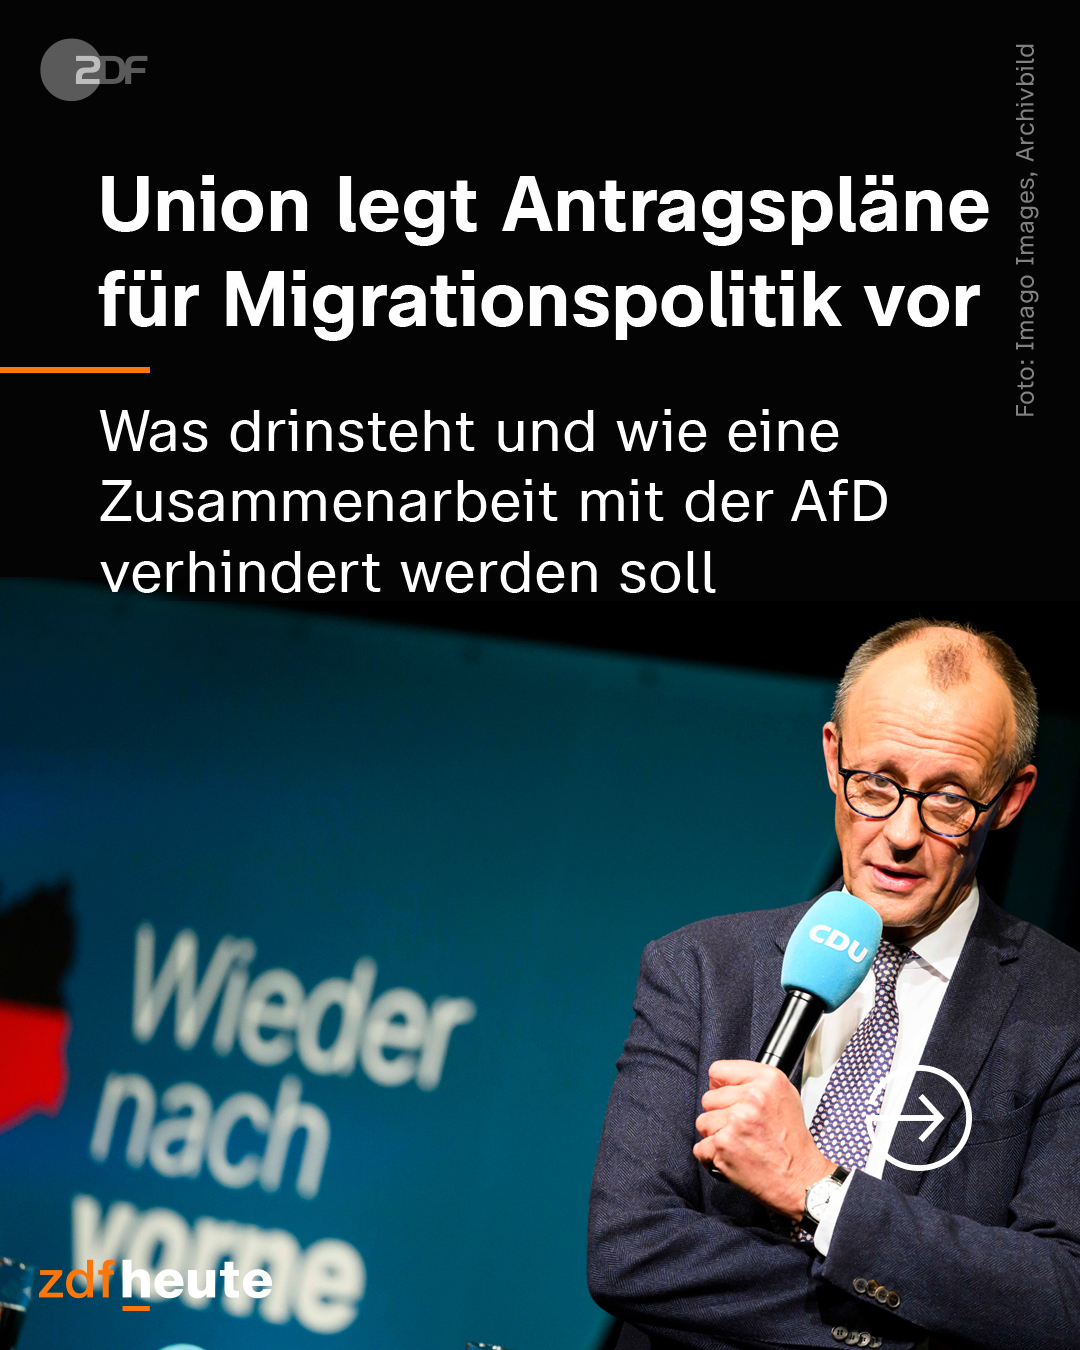 ZDF
Foto: Imago Images, Archivbild
Union legt Antragspläne
für Migrationspolitik vor
Was drinsteht und wie eine
Zusammenarbeit mit der AfD
verhindert werden soll
CDU
Wieder
nach
vorne
zdfheute